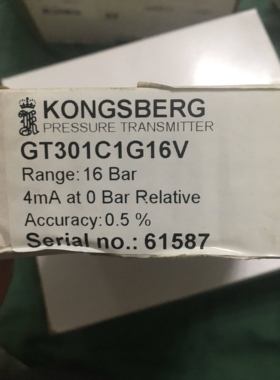 KONGSBERG
PRESSURE TRANSMITTER
GT301C1G16V
Range: 16 Bar
4mA at 0 Bar Relative
Accuracy: 0.5 %
Serial no.: 61587